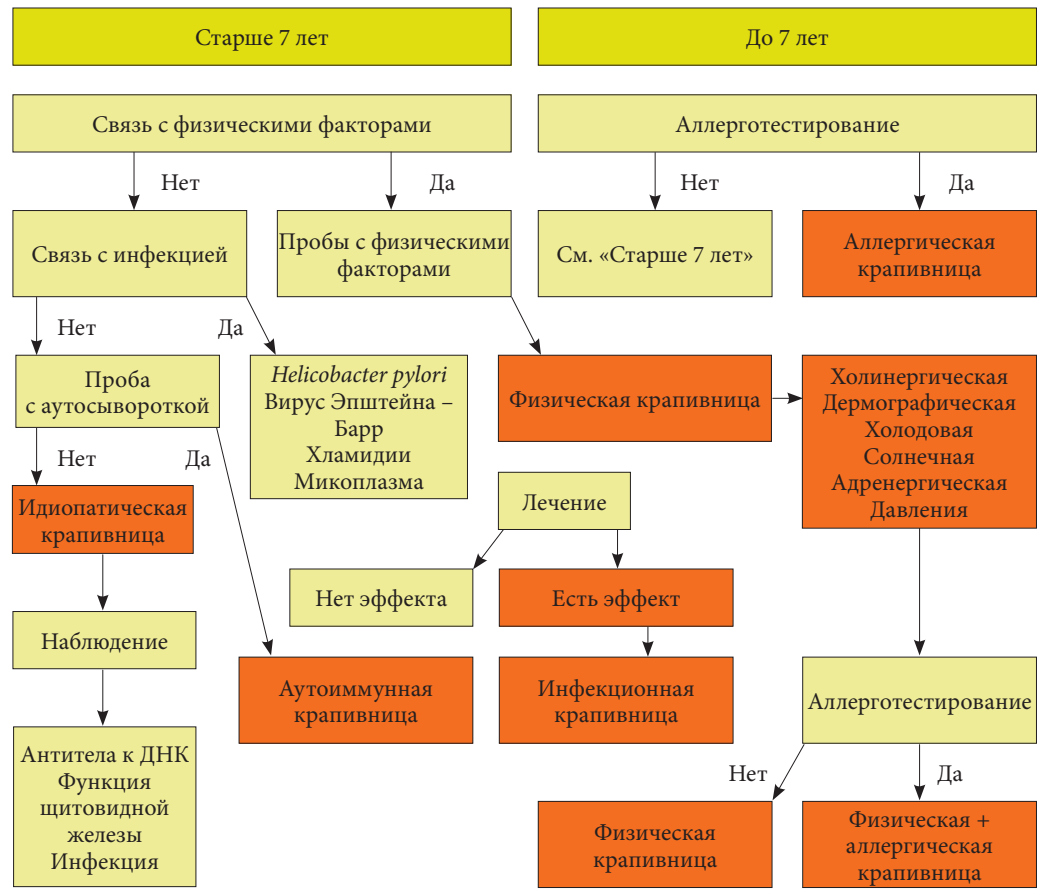 Старше 7 лет
До 7 лет
Связь с физическими факторами
Аллерготестирование
Нет
Да
Нет
Да
Связь с инфекцией
Пробы с физическими
факторами
См. «Старше 7 лет»
Аллергическая
крапивница
Нет
Да
Проба
с аутосывороткой
Helicobacter pylori
Вирус Эпштейна –
Барр
Хламидии
Микоплазма
Физическая крапивница
Холинергическая
Дермографическая
Холодовая
Солнечная
Адренергическая
Давления
Нет
Да
Идиопатическая
крапивница
Лечение
Нет эффекта
Есть эффект
Наблюдение
Аутоиммунная
крапивница
Инфекционная
крапивница
Аллерготестирование
Антитела к ДНК
Функция
щитовидной
железы
Инфекция
Нет
Да
Физическая
крапивница
Физическая +
аллергическая
крапивница